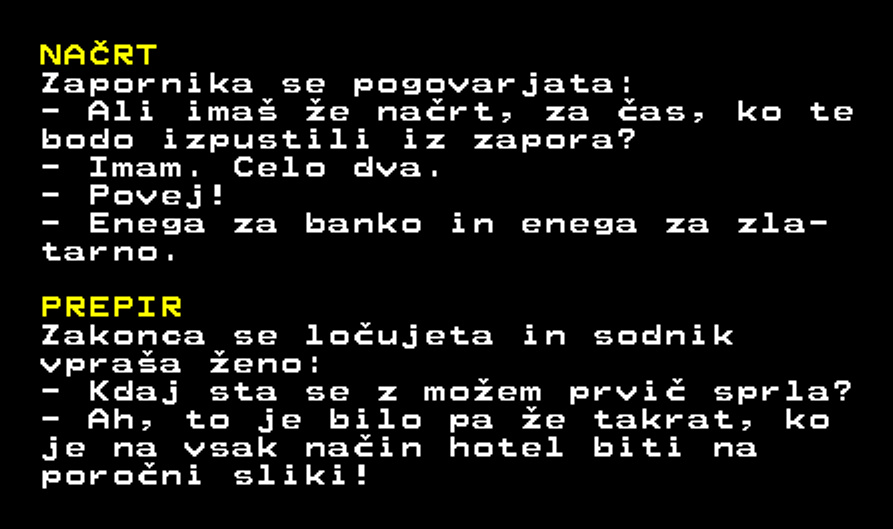 NAČRT
Zapornika se pogovarjata:
- Ali imaš že načrt, za čas, ko te
bodo izpustili iz zapora?
- Imam. Celo dva.
- Povej!
- Enega za banko in enega za zla-
tarno.
PREPIR
Zakonca se ločujeta in sodnik
vpraša ženo:
- Kdaj sta se z možem prvič sprla?
- Ah, to je bilo pa že takrat, ko
je na vsak način hotel biti na
poročni sliki!